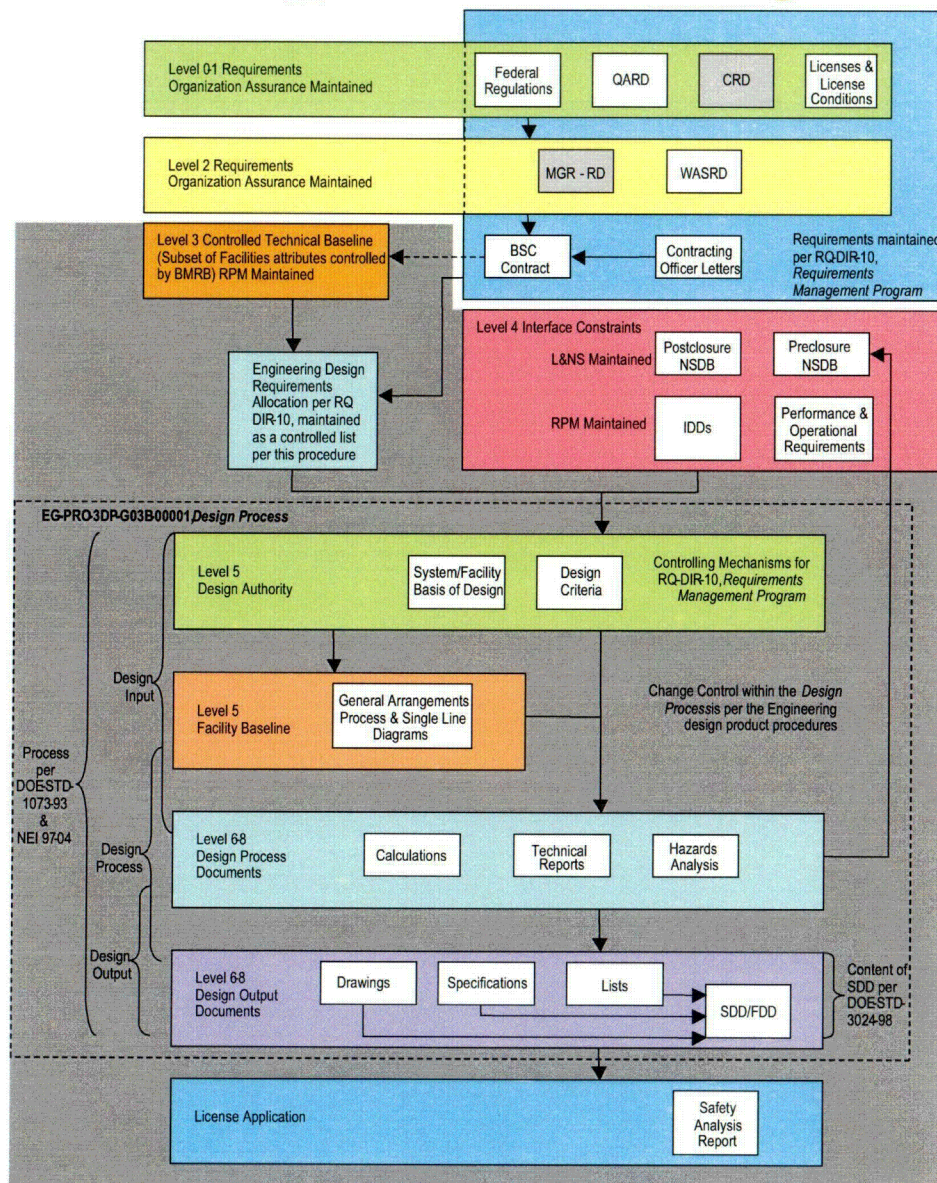 Level 0-1 Requirements
Organization Assurance Maintained
Federal
Regulations
QARD
CRD
Licenses &
License
Conditions
Level 2 Requirements
Organization Assurance Maintained
MGR - RD
WASRD
Level 3 Controlled Technical Baseline
(Subset of Facilities attributes controlled
by BMRB) RPM Maintained
BSC
Contract
Contracting
Officer Letters
Requirements maintained
per RQ-DIR-10,
Requirements
Management Program
Engineering Design
Requirements
Allocation per RQ
DIR-10, maintained
as a controlled list
per this procedure
Level 4 Interface Constraints
L&NS Maintained
Postclosure
NSDB
Preclosure
NSDB
RPM Maintained
IDDs
Performance &
Operational
Requirements
EG-PRO-3DP-G03B-00001, Design Process
Level 5
Design Authority
System/Facility
Basis of Design
Design
Criteria
Controlling Mechanisms for
RQ-DIR-10, Requirements
Management Program
Design
Input
Level 5
Facility Baseline
General Arrangements
Process & Single Line
Diagrams
Change Control within the Design
Process is per the Engineering
design product procedures
Process
per
DOE-STD-
1073-93
&
NEI 97-04
Design
Process
Level 6-8
Design Process
Documents
Calculations
Technical
Reports
Hazards
Analysis
Design
Output
Level 6-8
Design Output
Documents
Drawings
Specifications
Lists
SDD/FDD
Content of
SDD per
DOE-STD-
3024-98
License Application
Safety
Analysis
Report